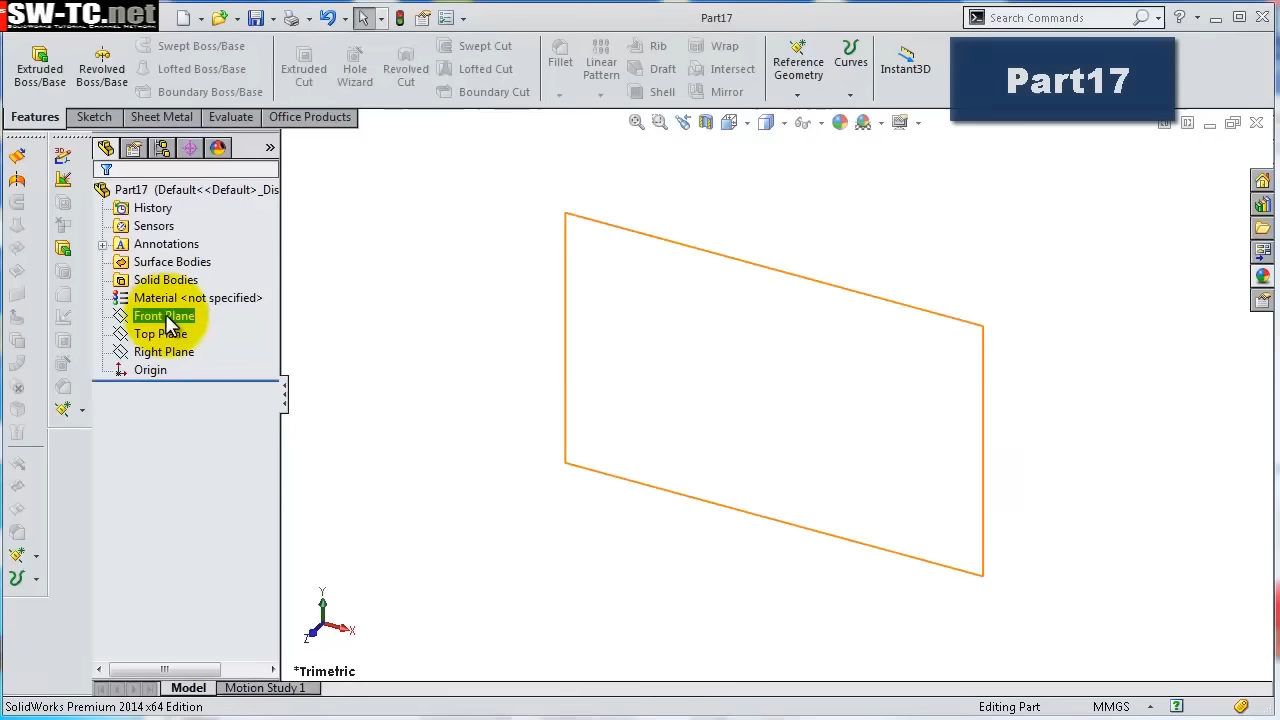 SW-TC.net
SOLIDWORKS TUTORIAL CHANNEL NETWORK
Part17
Search Commands
Extruded Boss/Base
Revolved Boss/Base
Swept Boss/Base
Lofted Boss/Base
Boundary Boss/Base
Extruded Cut
Hole Wizard
Revolved Cut
Swept Cut
Lofted Cut
Boundary Cut
Fillet
Linear Pattern
Rib
Draft
Shell
Wrap
Intersect
Mirror
Reference Geometry
Curves
Instant3D
Part17
Features
Sketch
Sheet Metal
Evaluate
Office Products
Part17 (Default<<Default>_Dis
History
Sensors
Annotations
Surface Bodies
Solid Bodies
Material <not specified>
Front Plane
Top Plane
Right Plane
Origin
Y
X
Z
*Trimetric
Model
Motion Study 1
SolidWorks Premium 2014 x64 Edition
Editing Part
MMGS